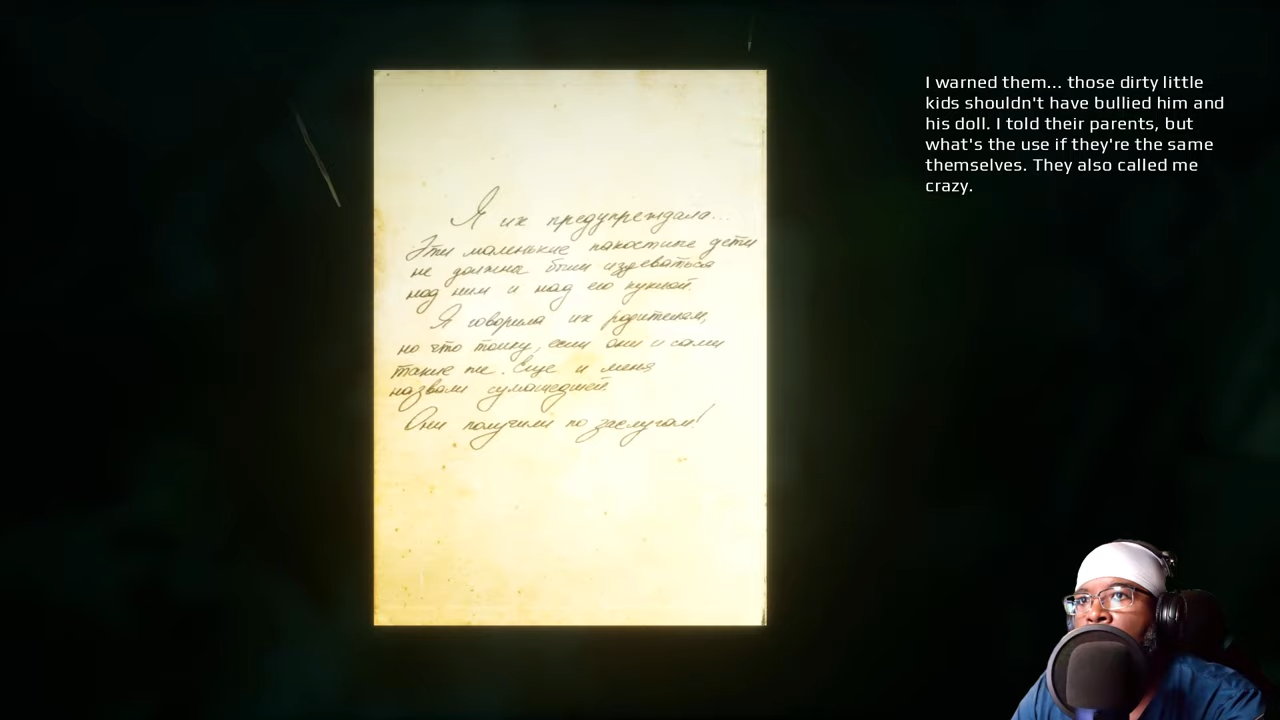 Я их предупреждала...
Эти маленькие пакостные дети
не должны были издеваться
над ним и над его куклой.
Я говорила их родителям,
но что толку, если они и сами
такие же. Еще и меня
назвали сумасшедшей.
Они получили по заслугам!
I warned them... those dirty little
kids shouldn't have bullied him and
his doll. I told their parents, but
what's the use if they're the same
themselves. They also called me
crazy.